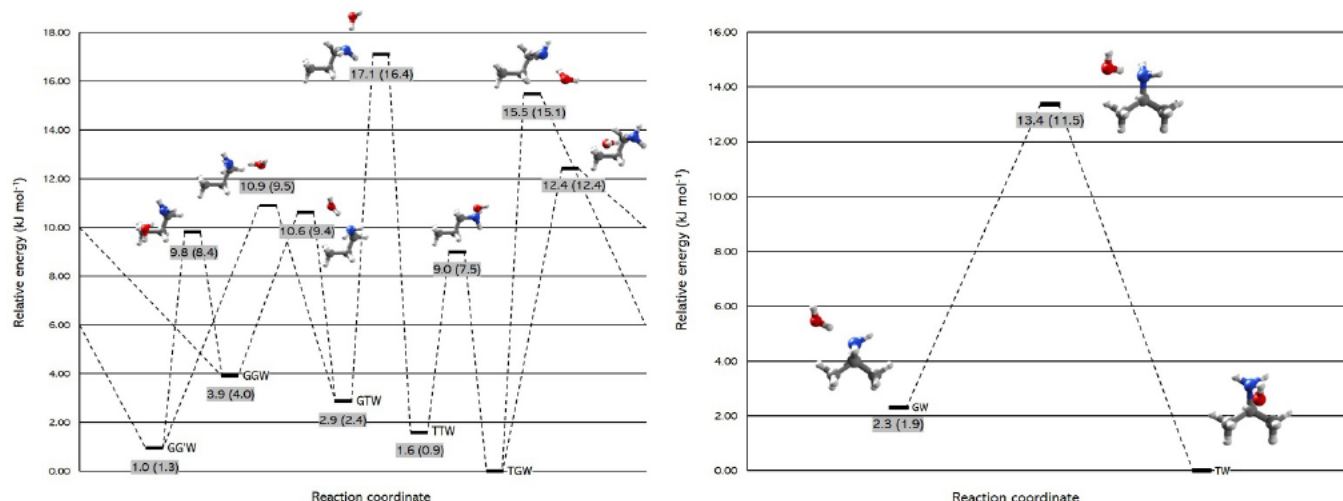 18.00
16.00
14.00
12.00
10.00
8.00
6.00
4.00
2.00
0.00
Relative energy (kJ mol⁻¹)
17.1 (16.4)
15.5 (15.1)
12.4 (12.4)
10.9 (9.5)
10.6 (9.4)
9.8 (8.4)
9.0 (7.5)
GGW
3.9 (4.0)
GTW
2.9 (2.4)
TTW
1.6 (0.9)
GG'W
1.0 (1.3)
TGW
Reaction coordinate
16.00
14.00
12.00
10.00
8.00
6.00
4.00
2.00
0.00
Relative energy (kJ mol⁻¹)
13.4 (11.5)
GW
2.3 (1.9)
TW
Reaction coordinate